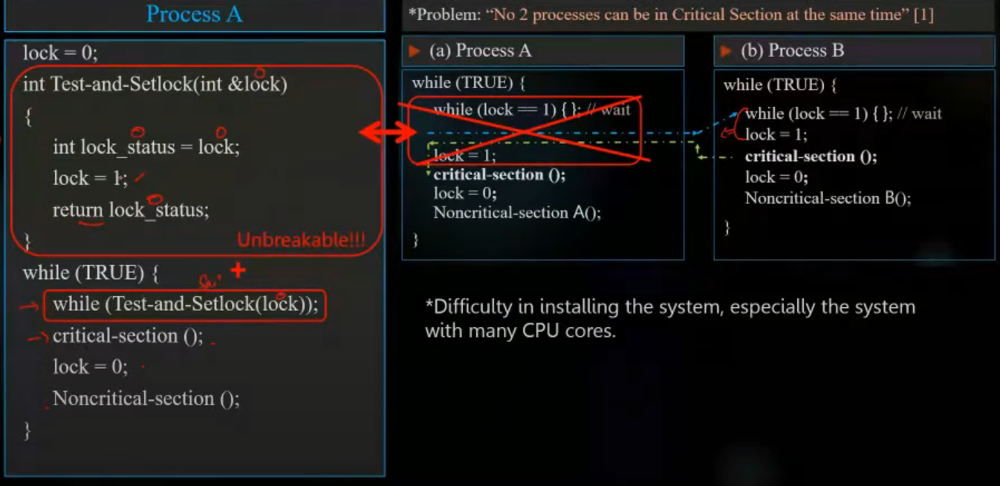 Process A
lock = 0;
int Test-and-Setlock(int &lock)
{
int lock_status = lock;
lock = 1;
return lock_status;
}
Unbreakable!!!
while (TRUE) {
while (Test-and-Setlock(lock));
critical-section ();
lock = 0;
Noncritical-section ();
}
*Problem: “No 2 processes can be in Critical Section at the same time” [1]
(a) Process A
while (TRUE) {
while (lock == 1) { }; // wait
lock = 1;
critical-section ();
lock = 0;
Noncritical-section A();
}
(b) Process B
while (TRUE) {
while (lock == 1) { }; // wait
lock = 1;
critical-section ();
lock = 0;
Noncritical-section B();
}
*Difficulty in installing the system, especially the system
with many CPU cores.